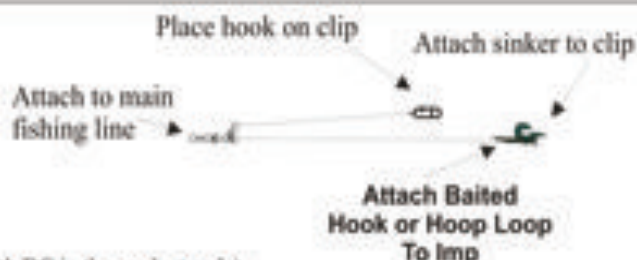 Place hook on clip
Attach sinker to clip
Attach to main
fishing line
Attach Baited
Hook or Hoop Loop
To Imp